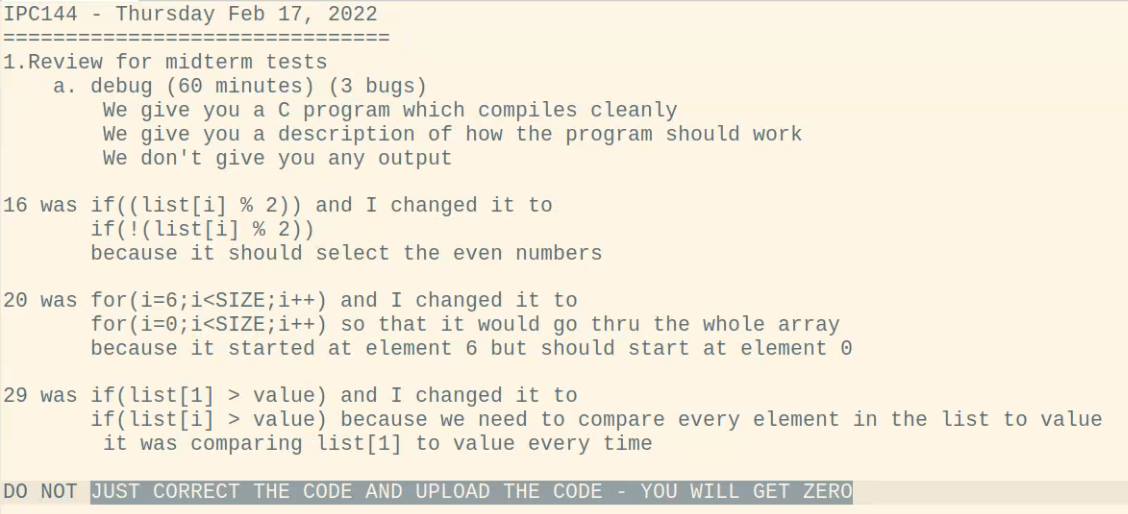 IPC144 - Thursday Feb 17, 2022
===============================
1.Review for midterm tests
    a. debug (60 minutes) (3 bugs)
        We give you a C program which compiles cleanly
        We give you a description of how the program should work
        We don't give you any output

16 was if((list[i] % 2)) and I changed it to
       if(!(list[i] % 2))
       because it should select the even numbers

20 was for(i=6;i<SIZE;i++) and I changed it to
       for(i=0;i<SIZE;i++) so that it would go thru the whole array
       because it started at element 6 but should start at element 0

29 was if(list[1] > value) and I changed it to
       if(list[i] > value) because we need to compare every element in the list to value
        it was comparing list[1] to value every time

DO NOT JUST CORRECT THE CODE AND UPLOAD THE CODE - YOU WILL GET ZERO